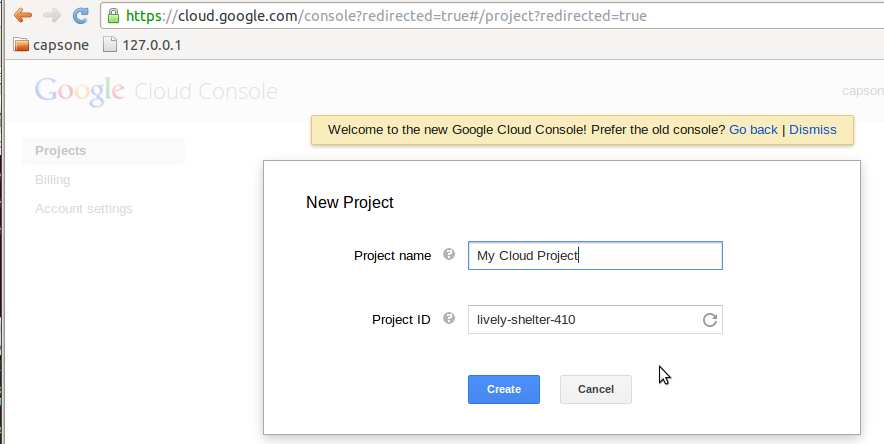 https://cloud.google.com/console?redirected=true#/project?redirected=true
capsone 127.0.0.1
Google Cloud Console
capson
Welcome to the new Google Cloud Console! Prefer the old console? Go back | Dismiss
Projects
Billing
Account settings
New Project
Project name ? My Cloud Project
Project ID ? lively-shelter-410
Create Cancel